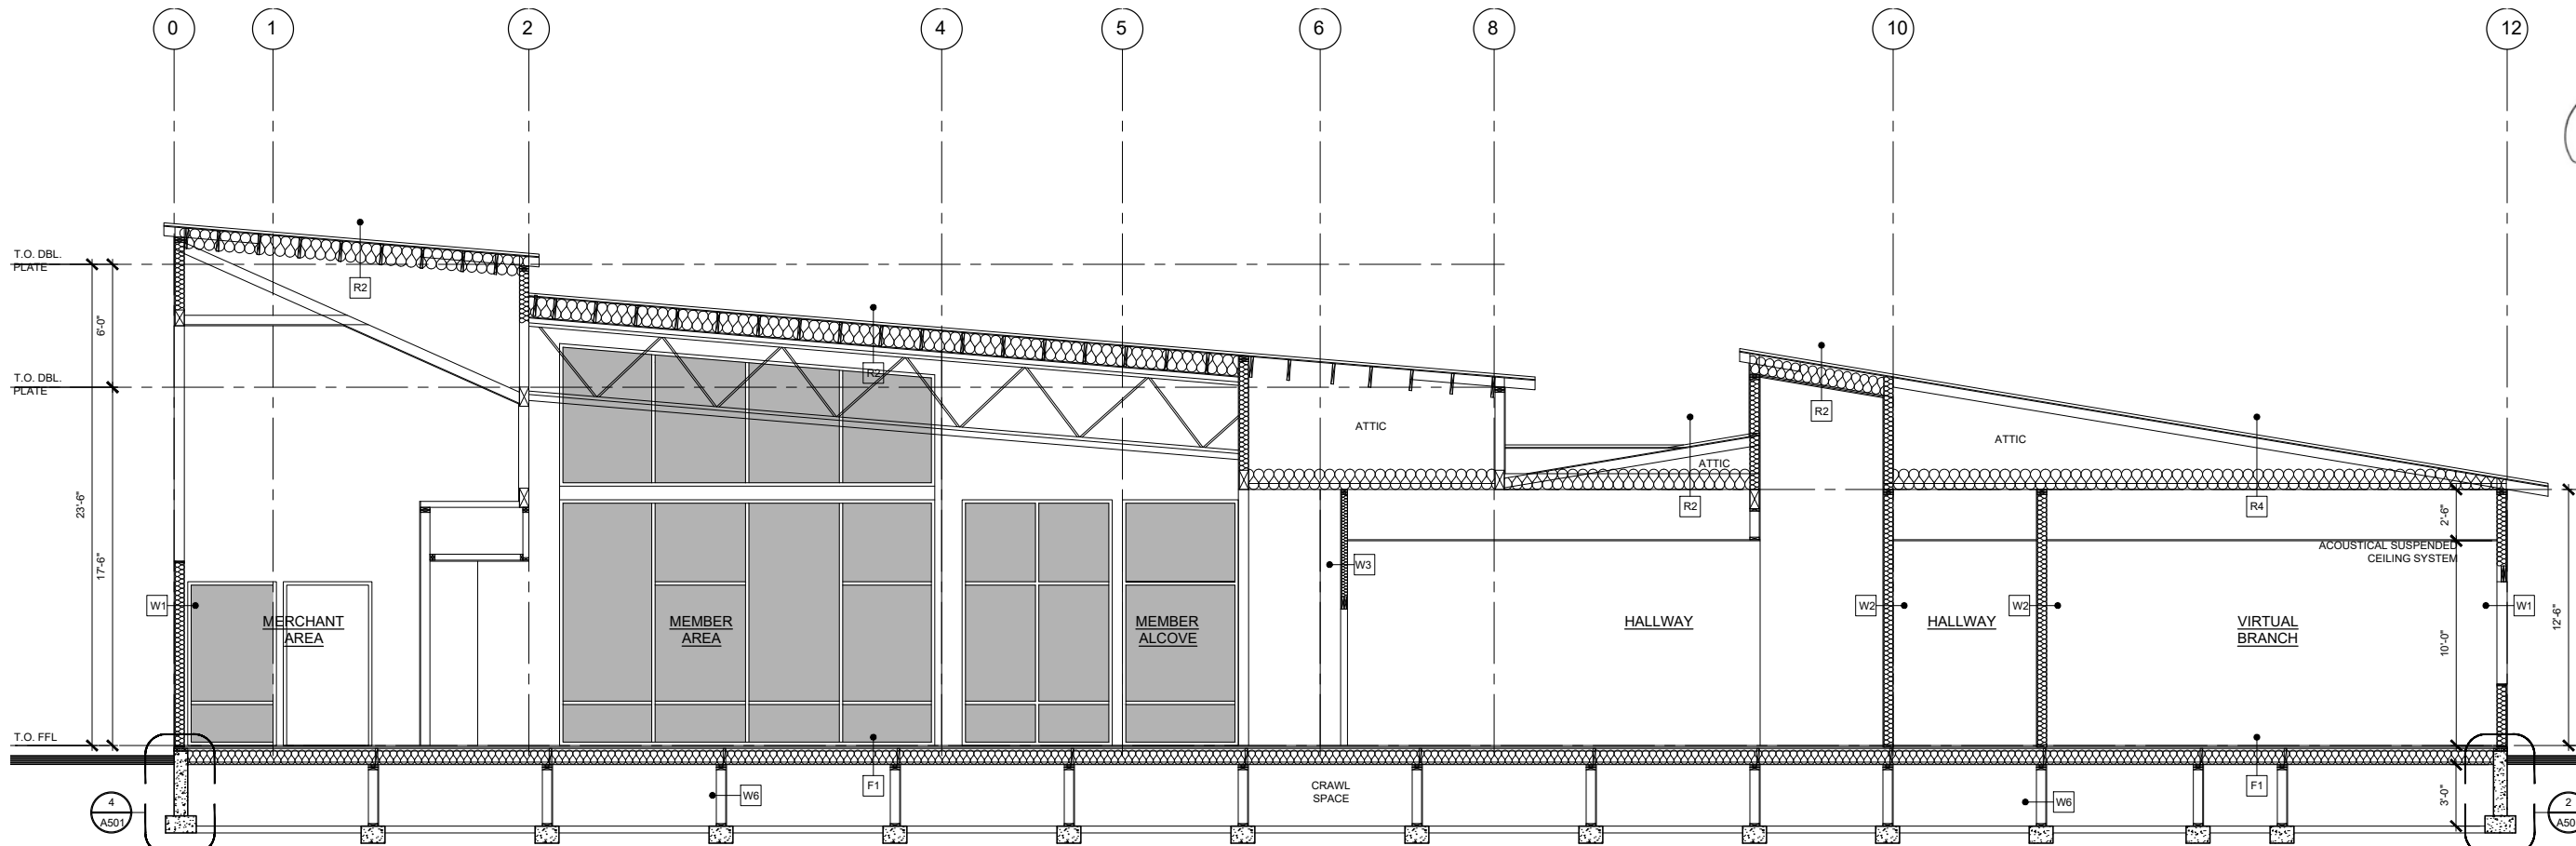 0
1
2
4
5
6
8
10
12
T.O. DBL.
PLATE
R2
6'-0"
R2
T.O. DBL.
PLATE
R2
ATTIC
ATTIC
ATTIC
R2
R4
23'-6"
17'-6"
2'-6"
ACOUSTICAL SUSPENDED
CEILING SYSTEM
W3
W1
W2
W2
W1
MERCHANT
AREA
MEMBER
AREA
MEMBER
ALCOVE
HALLWAY
HALLWAY
VIRTUAL
BRANCH
10'-0"
12'-6"
T.O. FFL
F1
F1
CRAWL
SPACE
W6
W6
3'-0"
4
A501
2
A50